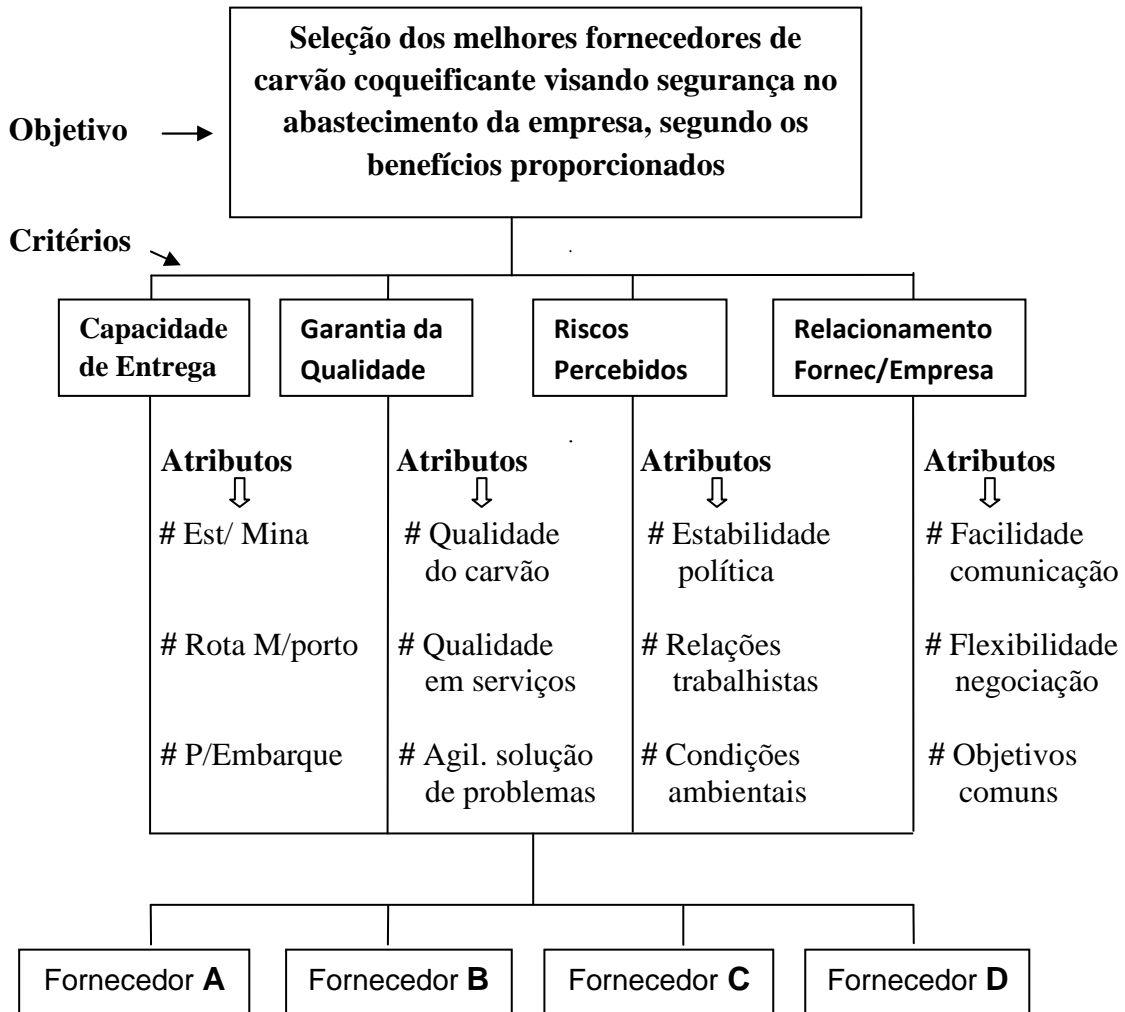 Seleção dos melhores fornecedores de
carvão coqueificante visando segurança no
abastecimento da empresa, segundo os
benefícios proporcionados
Objetivo
Critérios
Capacidade
de Entrega
Garantia da
Qualidade
Riscos
Percebidos
Relacionamento
Fornec/Empresa
Atributos
# Est/ Mina
# Rota M/porto
# P/Embarque
Atributos
# Qualidade
do carvão
# Qualidade
em serviços
# Agil. solução
de problemas
Atributos
# Estabilidade
política
# Relações
trabalhistas
# Condições
ambientais
Atributos
# Facilidade
comunicação
# Flexibilidade
negociação
# Objetivos
comuns
Fornecedor A
Fornecedor B
Fornecedor C
Fornecedor D